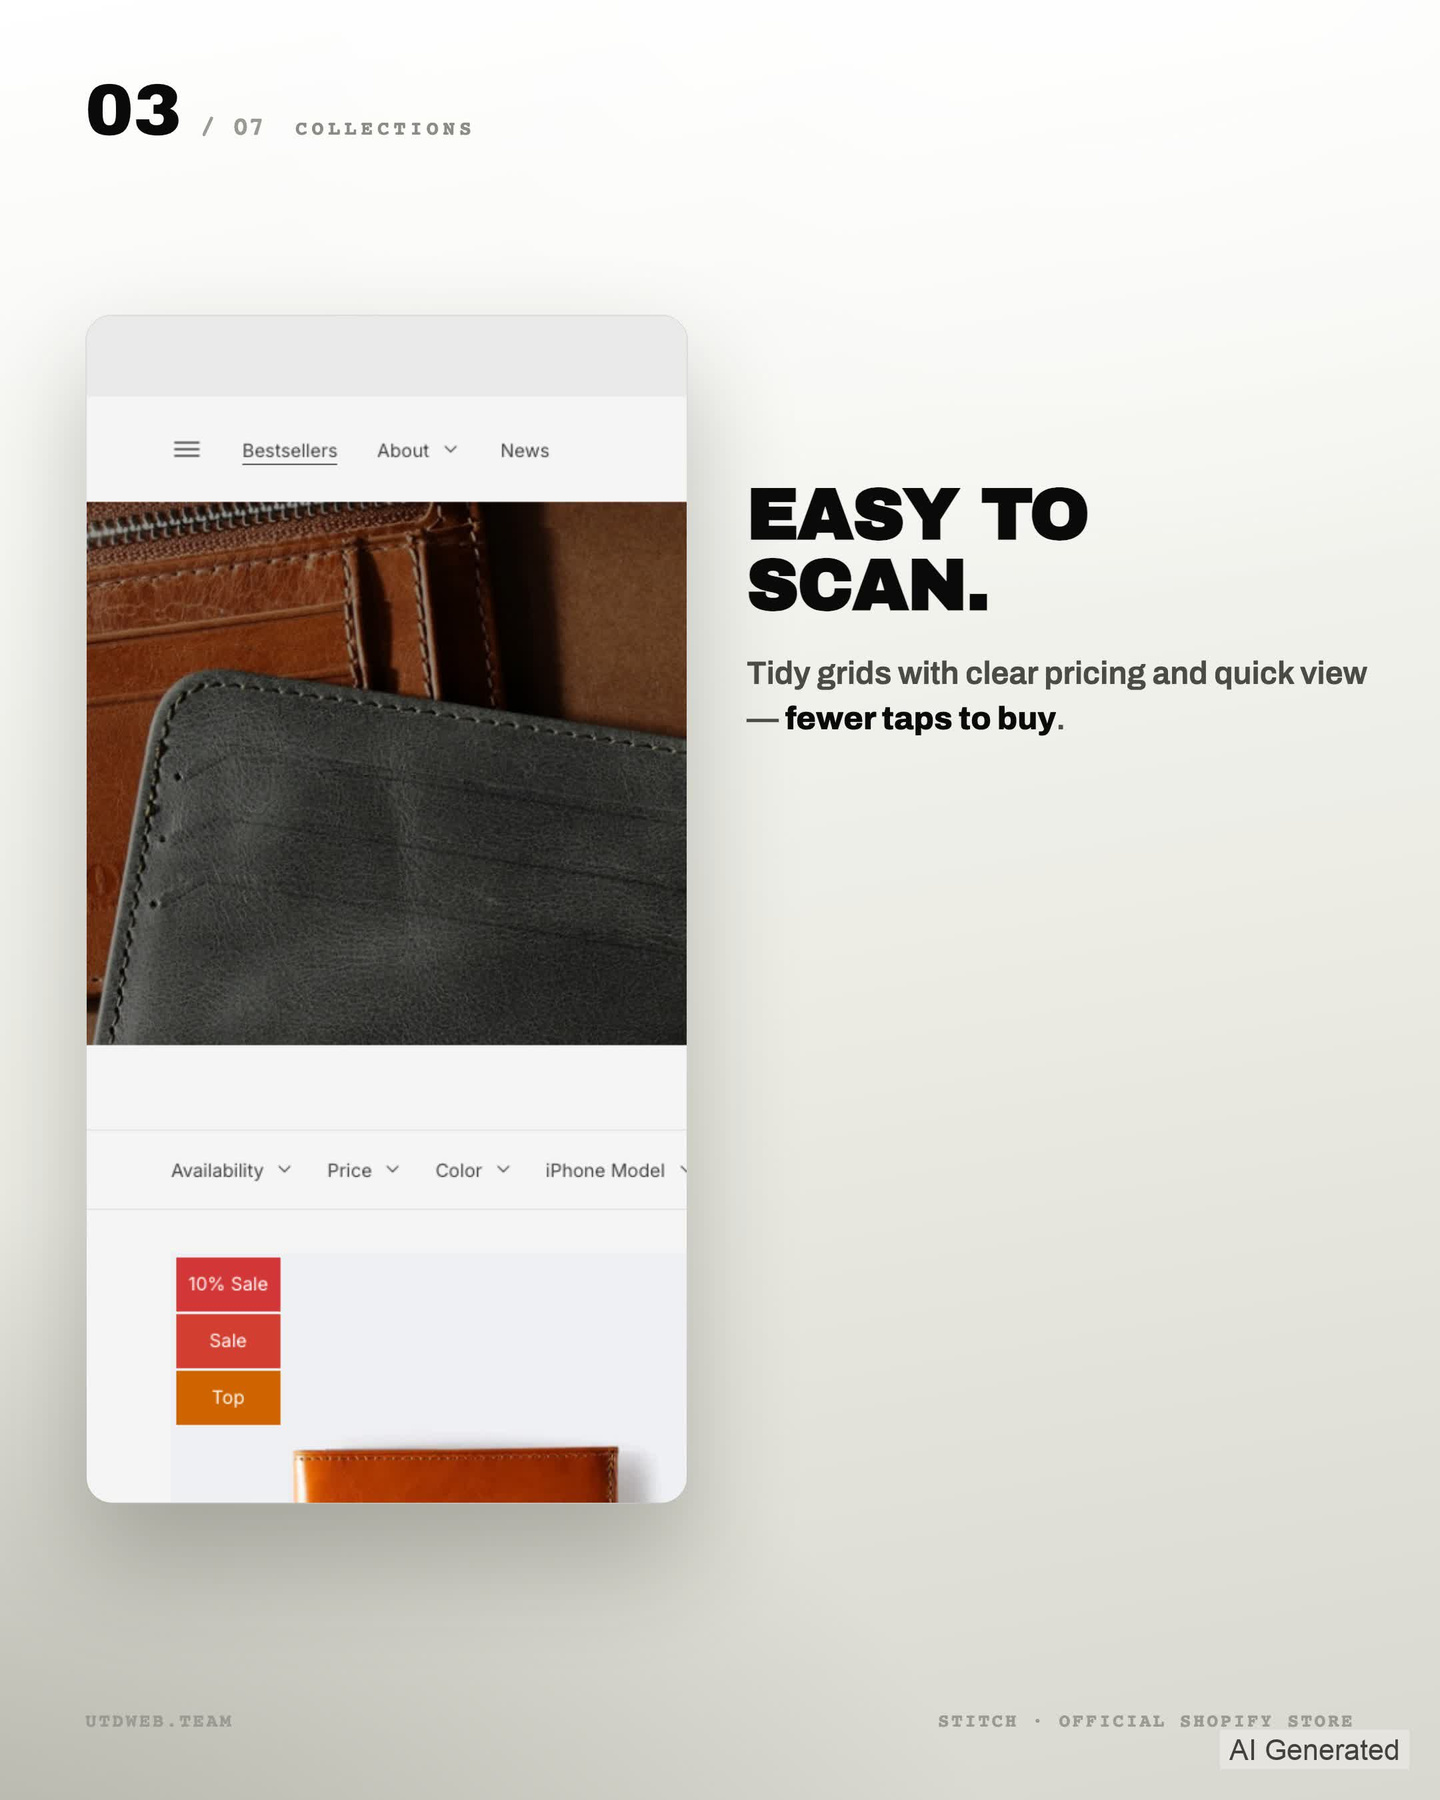 03 / 07 COLLECTIONS
Bestsellers About News
EASY TO
SCAN.
Tidy grids with clear pricing and quick view
— fewer taps to buy.
Availability Price Color iPhone Model
10% Sale
Sale
Top
UTDWEB.TEAM
STITCH · OFFICIAL SHOPIFY STORE
AI Generated